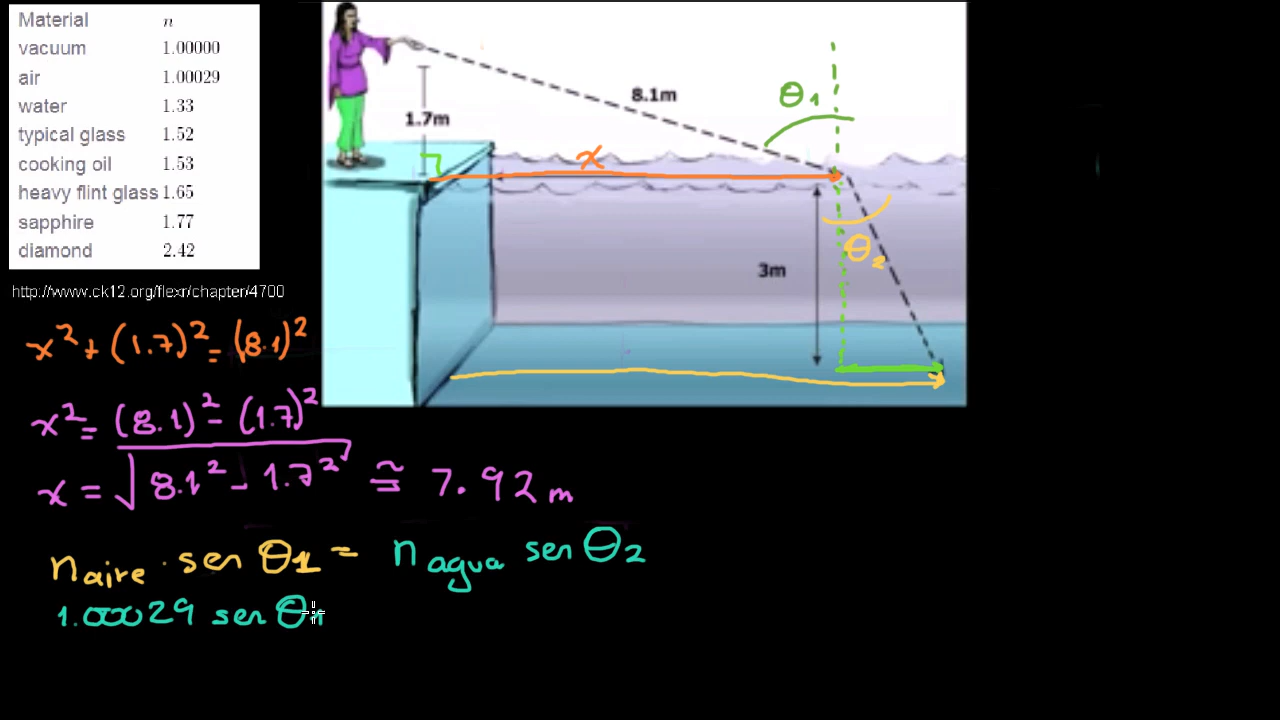 Material n
vacuum 1.00000
air 1.00029
water 1.33
typical glass 1.52
cooking oil 1.53
heavy flint glass 1.65
sapphire 1.77
diamond 2.42
http://www.ck12.org/flexr/chapter/4700
8.1m
1.7m
θ1
x
θ2
3m
x² + (1.7)² = (8.1)²
x² = (8.1)² - (1.7)²
x = √8.1² - 1.7² ≅ 7.92 m
n aire · sen θ1 = n agua sen θ2
1.00029 sen θ1